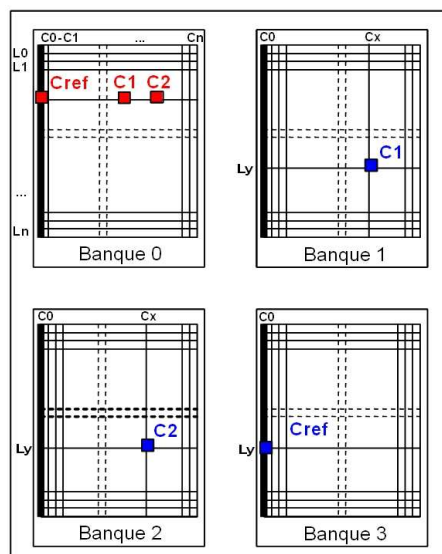 C0-C1 ... Cn
L0
L1
Cref C1 C2
...
Ln
Banque 0
C0 Cx
C1
Ly
Banque 1
C0 Cx
C2
Ly
Banque 2
C0
Cref
Ly
Banque 3